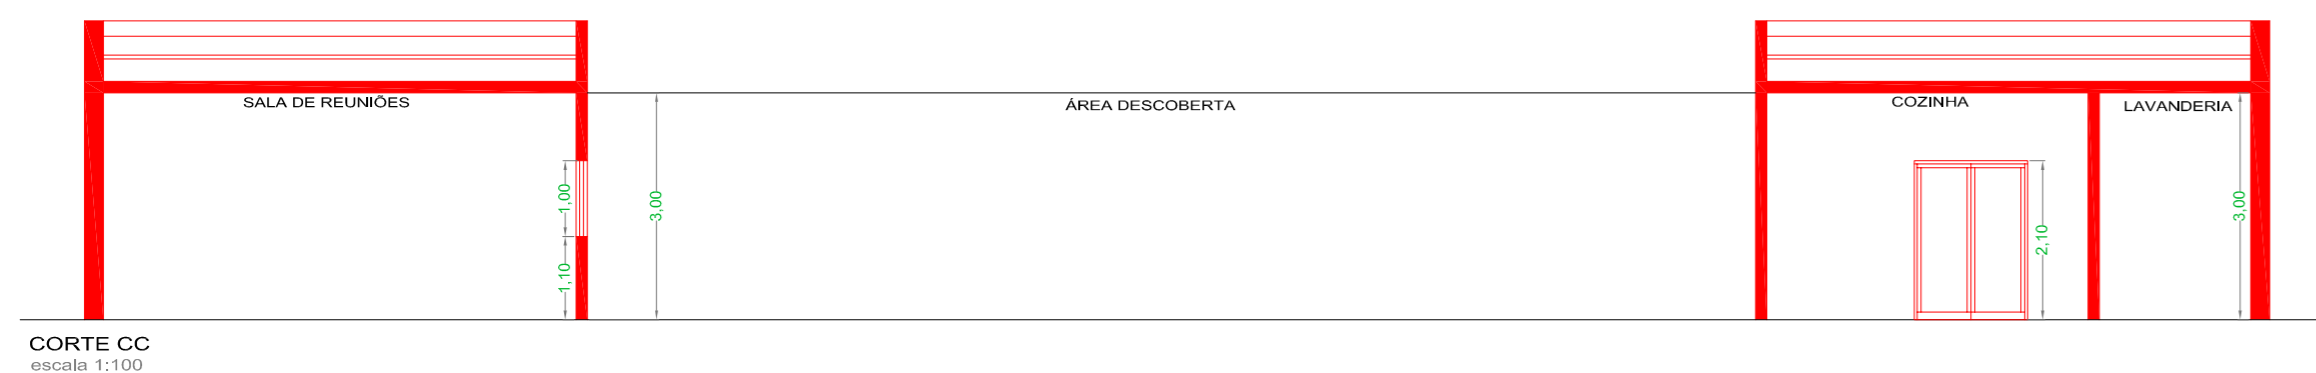 SALA DE REUNIÕES
ÁREA DESCOBERTA
COZINHA
LAVANDERIA
1,00
3,00
1,10
2,10
3,00
CORTE CC
escala 1:100